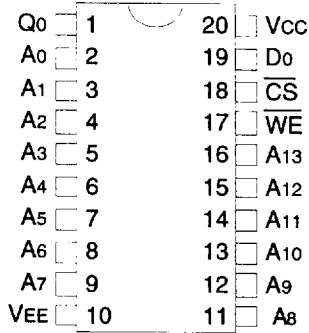 Q0 1 20 VCC
A0 2 19 D0
A1 3 18 C̅S̅
A2 4 17 W̅E̅
A3 5 16 A13
A4 6 15 A12
A5 7 14 A11
A6 8 13 A10
A7 9 12 A9
VEE 10 11 A8